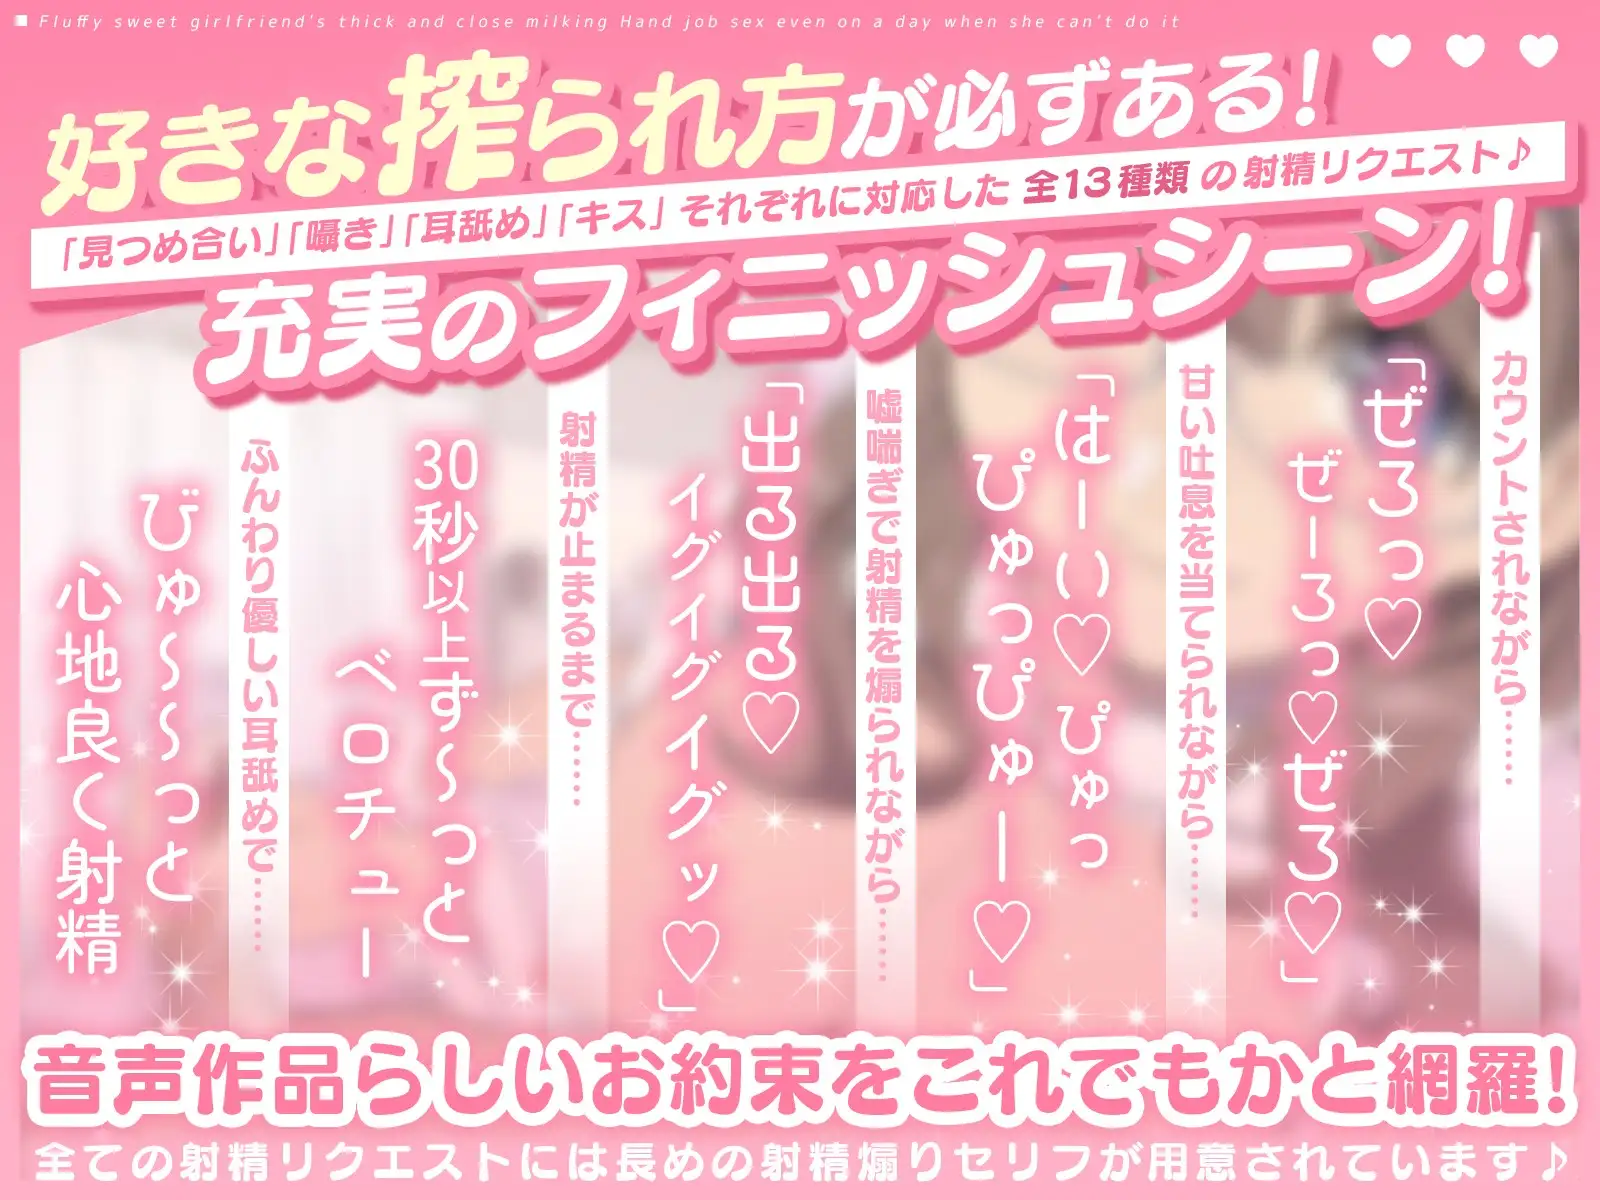 Fluffy sweet girlfriend's thick and close milking Hand job sex even on a day when she can't do it
好きな搾られ方が必ずある！
「見つめ合い」「囁き」「耳舐め」「キス」それぞれに対応した 全13種類 の射精リクエスト♪
充実のフィニッシュシーン！
カウントされながら……
「ぜろっ♡
ぜーろっ♡ぜろ♡」
甘い吐息を当てられながら……
「はーい♡ぴゅっ
ぴゅっぴゅー♡」
嘘喘ぎで射精を煽られながら……
「出る出る♡
イグイグイグッ♡」
射精が止まるまで……
30秒以上ず〜っと
ベロチュー
ふんわり優しい耳舐めで……
びゅ〜〜っと
心地良く射精
音声作品らしいお約束をこれでもかと網羅！
全ての射精リクエストには長めの射精煽りセリフが用意されています♪